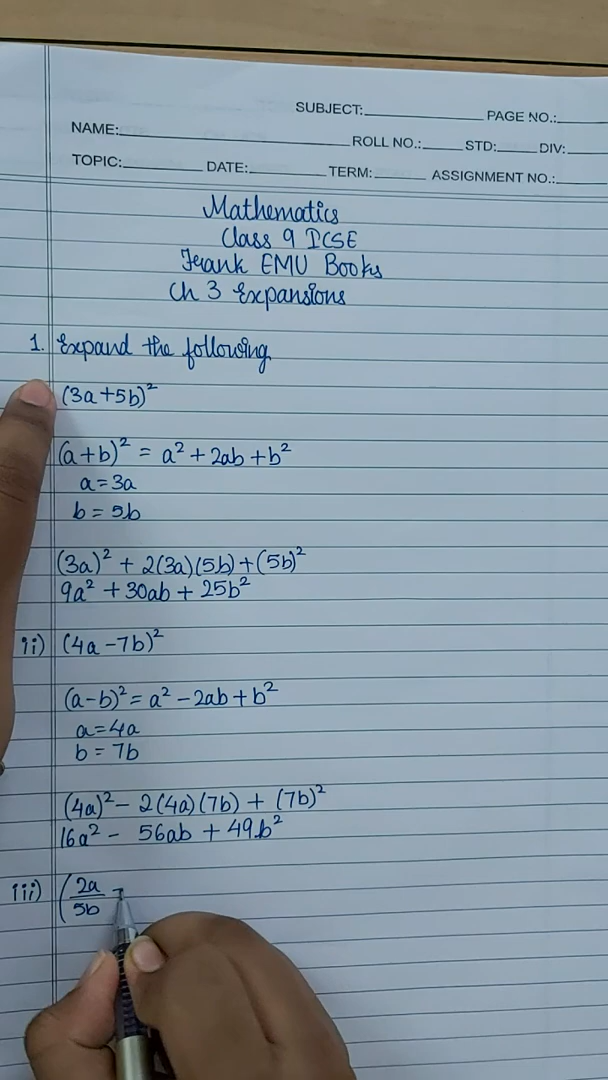 SUBJECT:
PAGE NO.:
NAME:
ROLL NO.: STD: DIV:
TOPIC: DATE: TERM: ASSIGNMENT NO.:
Mathematics
Class 9 ICSE
Frank EMU Books
Ch 3 Expansions
1. Expand the following
(3a+5b)²
(a+b)² = a² + 2ab + b²
a = 3a
b = 5b
(3a)² + 2(3a)(5b) + (5b)²
9a² + 30ab + 25b²
ii) (4a - 7b)²
(a-b)² = a² - 2ab + b²
a = 4a
b = 7b
(4a)² - 2(4a)(7b) + (7b)²
16a² - 56ab + 49b²
iii) (2a/5b